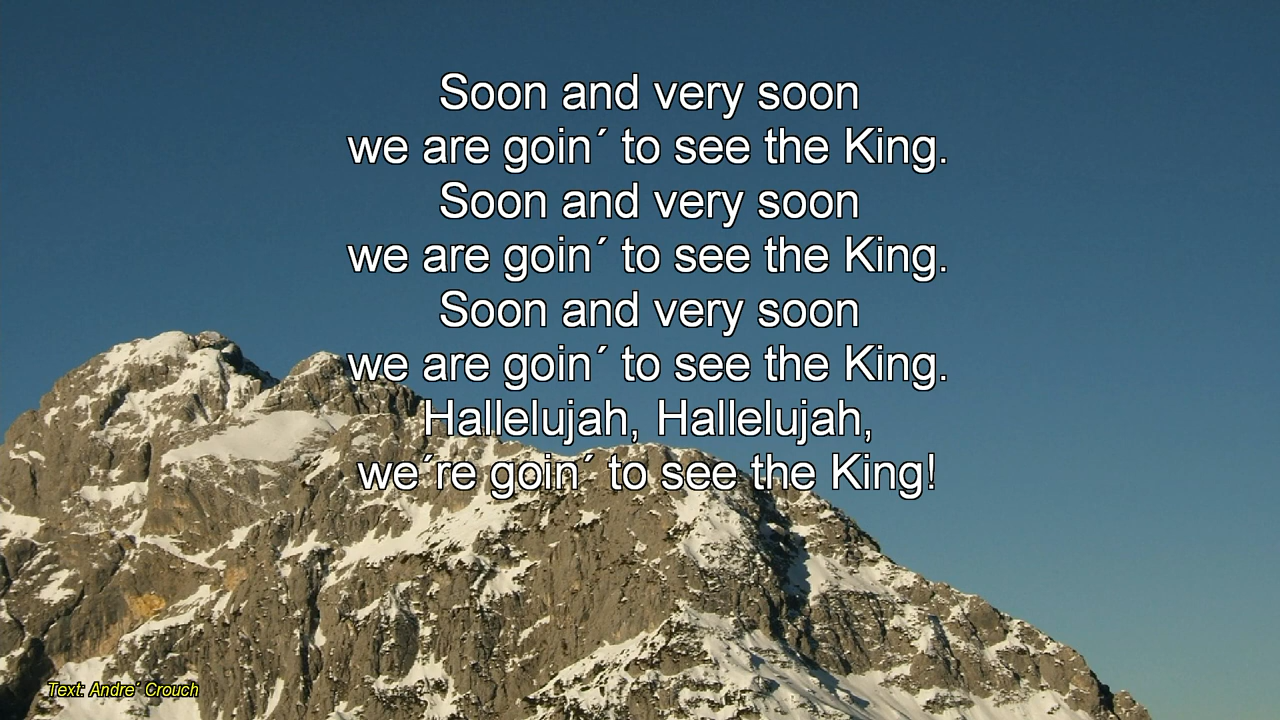 Soon and very soon
we are goin´ to see the King.
Soon and very soon
we are goin´ to see the King.
Soon and very soon
we are goin´ to see the King.
Hallelujah, Hallelujah,
we´re goin´ to see the King!
Text: Andre´ Crouch